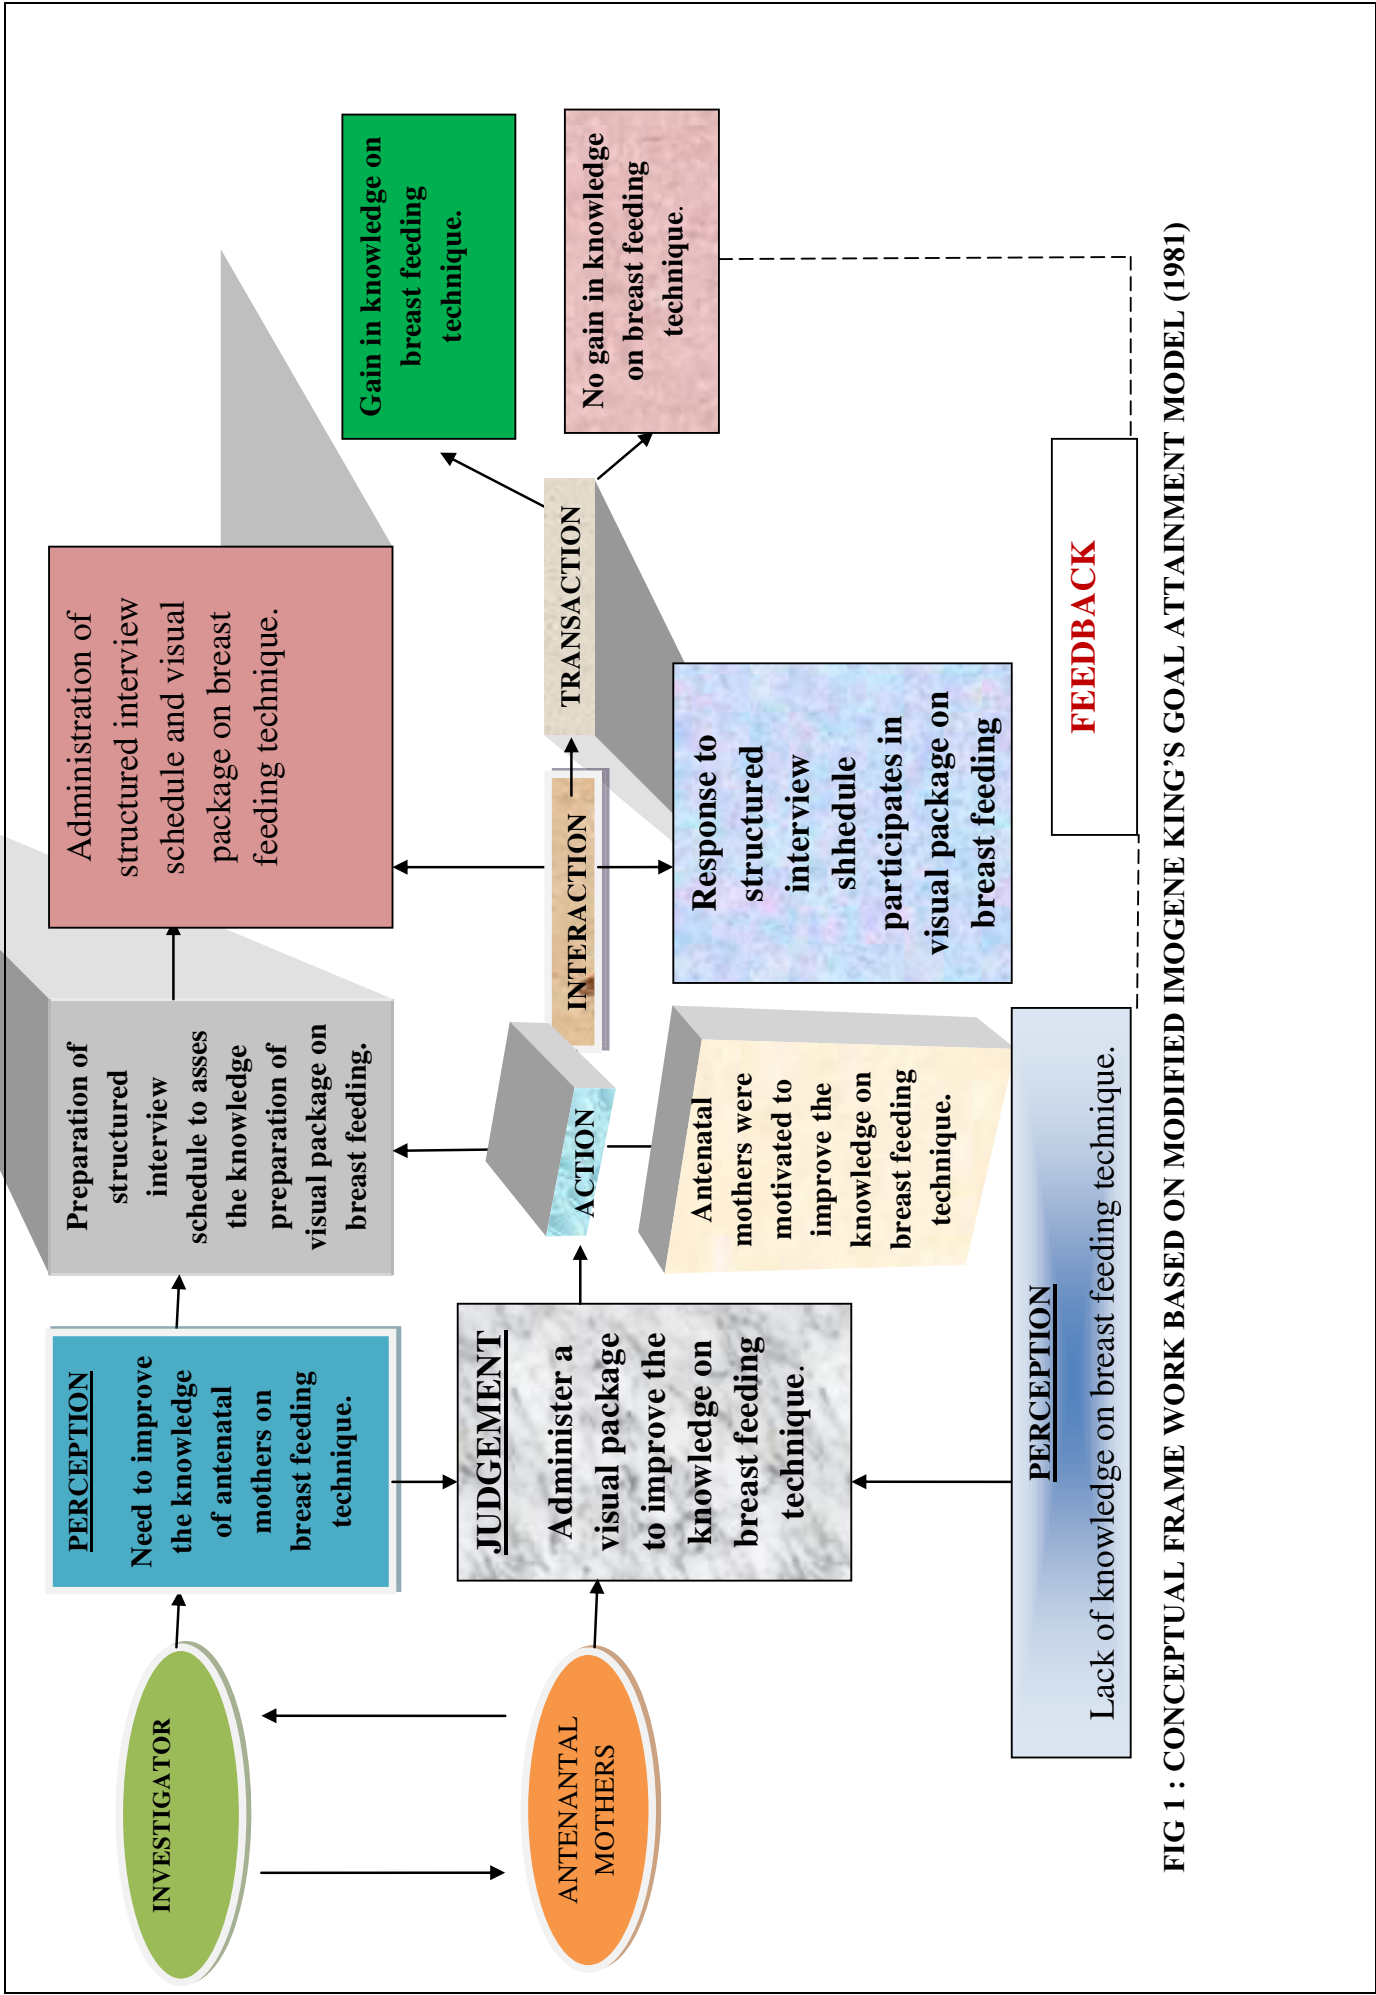 INVESTIGATOR
ANTENANTAL
MOTHERS
PERCEPTION
Need to improve
the knowledge
of antenatal
mothers on
breast feeding
technique.
JUDGEMENT
Administer a
visual package
to improve the
knowledge on
breast feeding
technique.
PERCEPTION
Lack of knowledge on breast feeding technique.
Preparation of
structured
interview
schedule to asses
the knowledge
preparation of
visual package on
breast feeding.
ACTION
Antenatal
mothers were
motivated to
improve the
knowledge on
breast feeding
technique.
Administration of
structured interview
schedule and visual
package on breast
feeding technique.
INTERACTION
Response to
structured
interview
shhedule
participates in
visual package on
breast feeding
TRANSACTION
Gain in knowledge on
breast feeding
technique.
No gain in knowledge
on breast feeding
technique.
FEEDBACK
FIG 1 : CONCEPTUAL FRAME WORK BASED ON MODIFIED IMOGENE KING’S GOAL ATTAINMENT MODEL (1981)